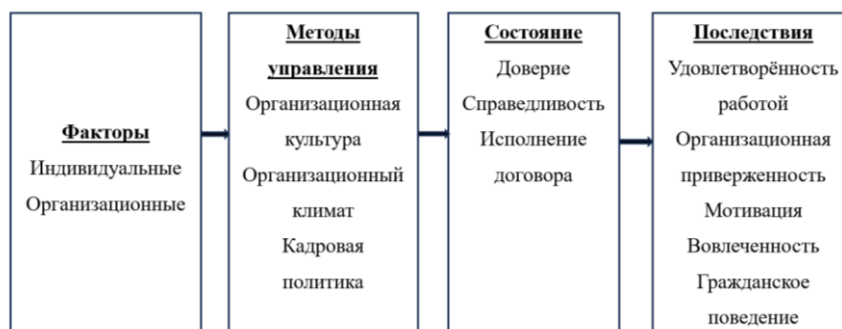 Факторы
Индивидуальные
Организационные
Методы
управления
Организационная
культура
Организационный
климат
Кадровая
политика
Состояние
Доверие
Справедливость
Исполнение
договора
Последствия
Удовлетворённость
работой
Организационная
приверженность
Мотивация
Вовлеченность
Гражданское
поведение